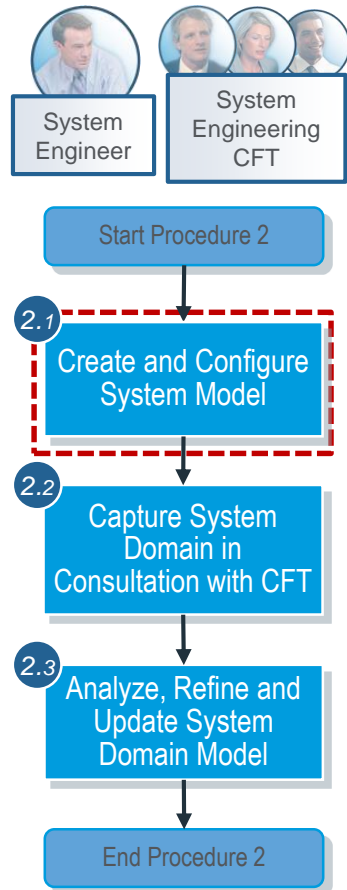 System
Engineer
System
Engineering
CFT
Start Procedure 2
2.1
Create and Configure
System Model
2.2
Capture System
Domain in
Consultation with CFT
2.3
Analyze, Refine and
Update System
Domain Model
End Procedure 2